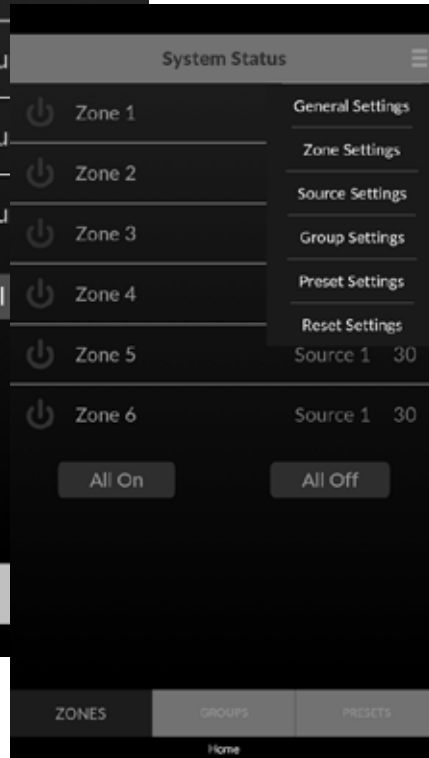 System Status
Zone 1
General Settings
Zone Settings
Zone 2
Source Settings
Zone 3
Group Settings
Zone 4
Preset Settings
Reset Settings
Zone 5 Source 1 30
Zone 6 Source 1 30
All On All Off
ZONES GROUPS PRESETS
Home